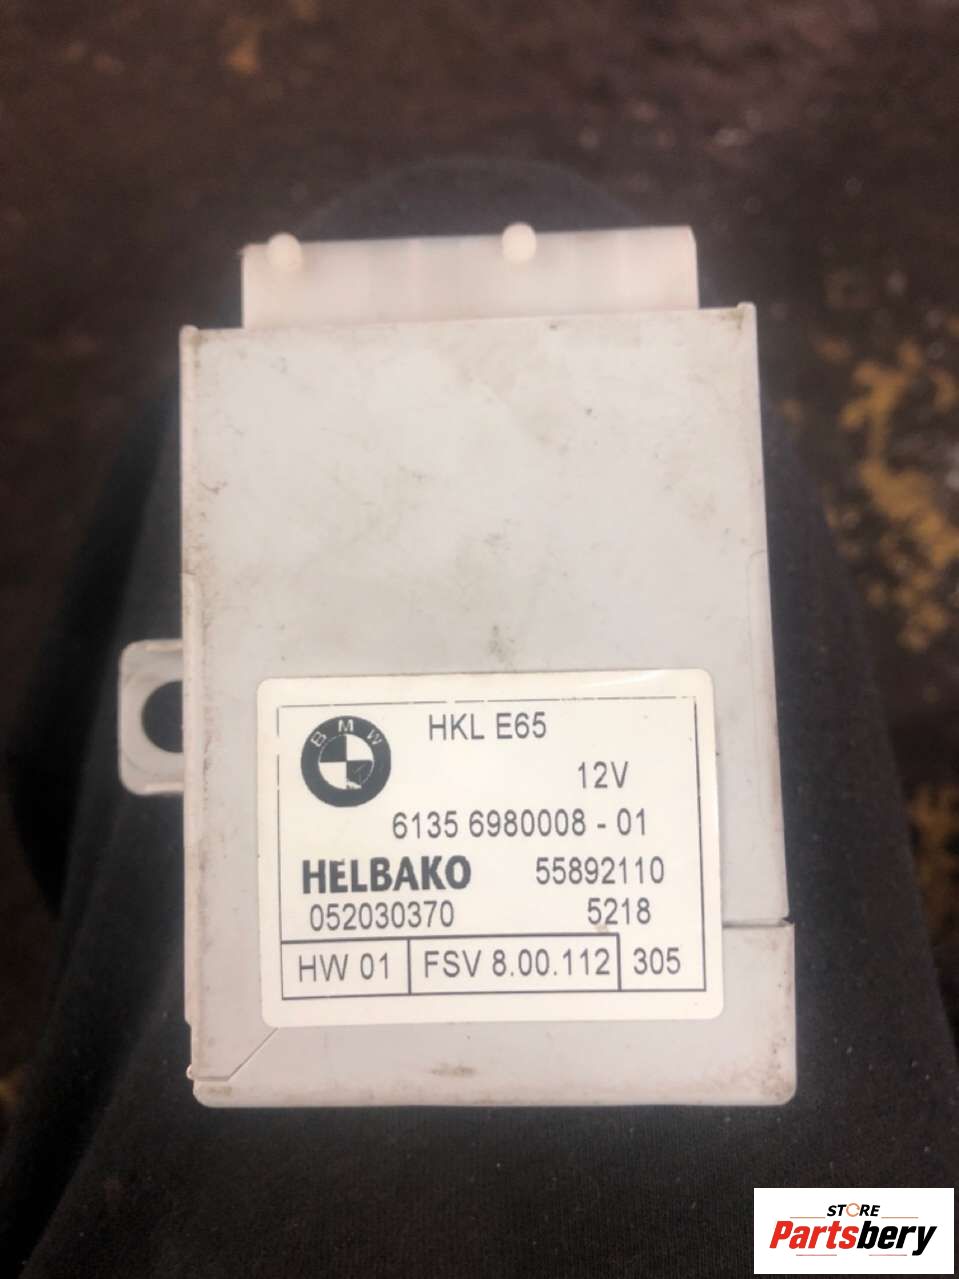 BMW
HKL E65
12V
6135 6980008 - 01
HELBAKO 55892110
052030370 5218
HW 01 FSV 8.00.112 305
STORE
Partsbery